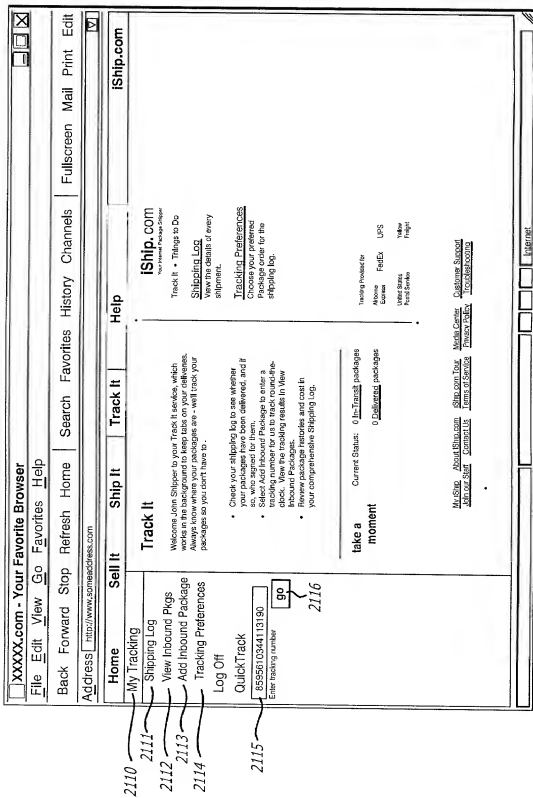 XXXXX.com - Your Favorite Browser
File Edit View Go Favorites Help
Back Forward Stop Refresh Home Search Favorites History Channels Fullscreen Mail Print Edit
Address http://www.someaddress.com
Home Sell It Ship It Track It Help iShip.com
2110 My Tracking
2111 Shipping Log
2112 View Inbound Pkgs
2113 Add Inbound Package
2114 Tracking Preferences
Log Off
QuickTrack
2115 8595610344113190
Enter tracking number
go 2116
Track It
Welcome John Shipper to your Track It service, which
works in the background to keep tabs on your deliveries.
Always know where your packages are - we'll track your
packages so you don't have to .
• Check your shipping log to see whether
your packages have been delivered, and if
so, who signed for them.
• Select Add Inbound Package to enter a
tracking number for us to track round-the-
clock. View the tracking results in View
Inbound Packages.
• Review package histories and cost in
your comprehensive Shipping Log.
take a
moment
Current Status: 0 In-Transit packages
0 Delivered packages
iShip.com
Your Internet Package Shipper
Track It • Things to Do
Shipping Log
View the details of every
shipment.
Tracking Preferences
Choose your preferred
Package order for the
shipping log.
Tracking Provided for
Airborne
Express
FedEx UPS
United States
Postal Service
Yellow
Freight
My iShip About iShip.com iShip.com Tour Media Center Customer Support
Join our Staff Contact Us Terms of Service Privacy Policy Troubleshooting
Internet